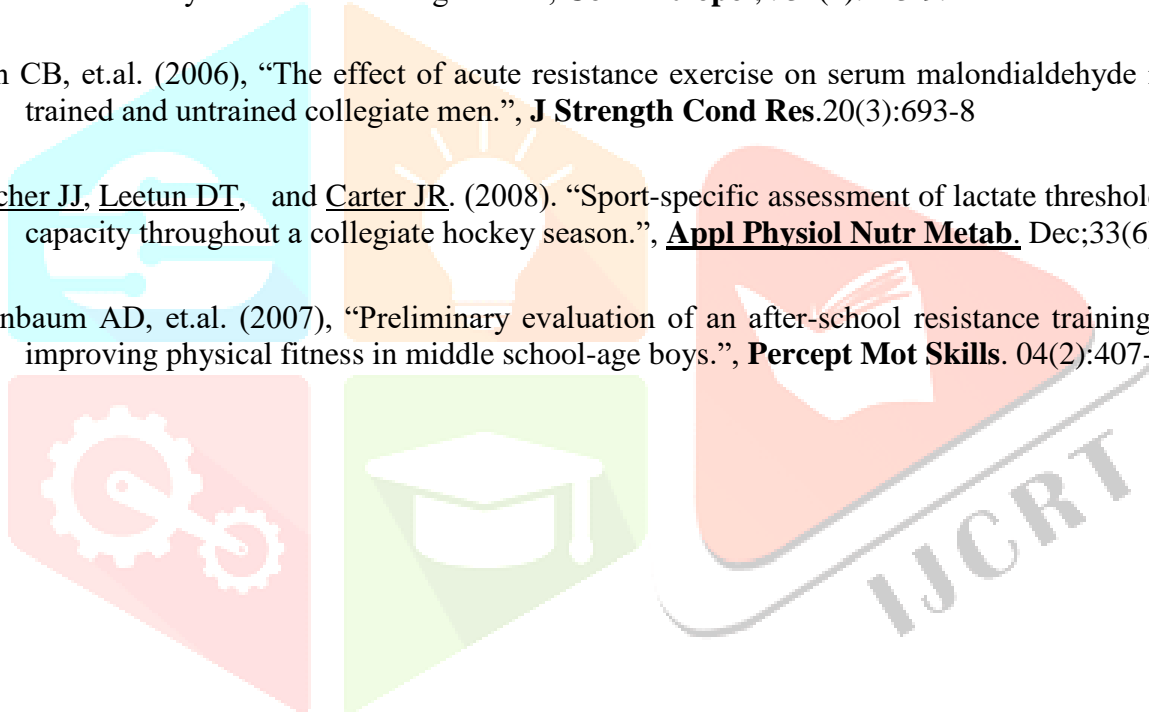 CB, et.al. (2006), “The effect of acute resistance exercise on serum malondialdehyde
trained and untrained collegiate men.”, J Strength Cond Res.20(3):693-8
cher JJ, Leetun DT, and Carter JR. (2008). “Sport-specific assessment of lactate threshold
capacity throughout a collegiate hockey season.”, Appl Physiol Nutr Metab. Dec;33(6
nbaum AD, et.al. (2007), “Preliminary evaluation of an after-school resistance training
improving physical fitness in middle school-age boys.”, Percept Mot Skills. 04(2):407-
IJCRT